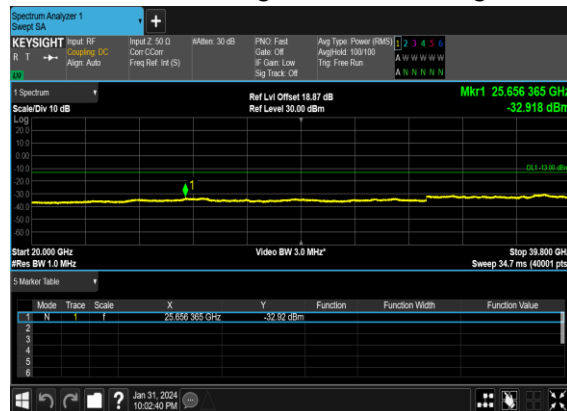 Spectrum Analyzer 1
Swept SA
+
KEYSIGHT Input: RF Input Z: 50 Ω #Atten: 30 dB PNO: Fast Avg Type: Power (RMS) 1 2 3 4 5 6
R T Coupling: DC Corr CCorr Gate: Off Avg|Hold: 100/100 A W W W W W
Align: Auto Freq Ref: Int (S) IF Gain: Low Trig: Free Run
Sig Track: Off A N N N N N
1 Spectrum Ref Lvl Offset 18.87 dB Mkr1 25.656 365 GHz
Scale/Div 10 dB Ref Level 30.00 dBm -32.918 dBm
Log
20.0
10.0
0.00
-10.0 DL1 -13.00 dBm
-20.0
1
-30.0
-40.0
-50.0
-60.0
Start 20.000 GHz Video BW 3.0 MHz* Stop 39.800 GHz
#Res BW 1.0 MHz Sweep 34.7 ms (40001 pts)
5 Marker Table
Mode Trace Scale X Y Function Function Width Function Value
1 N 1 f 25.656 365 GHz -32.92 dBm
2
3
4
5
6
? Jan 31, 2024
10:02:40 PM